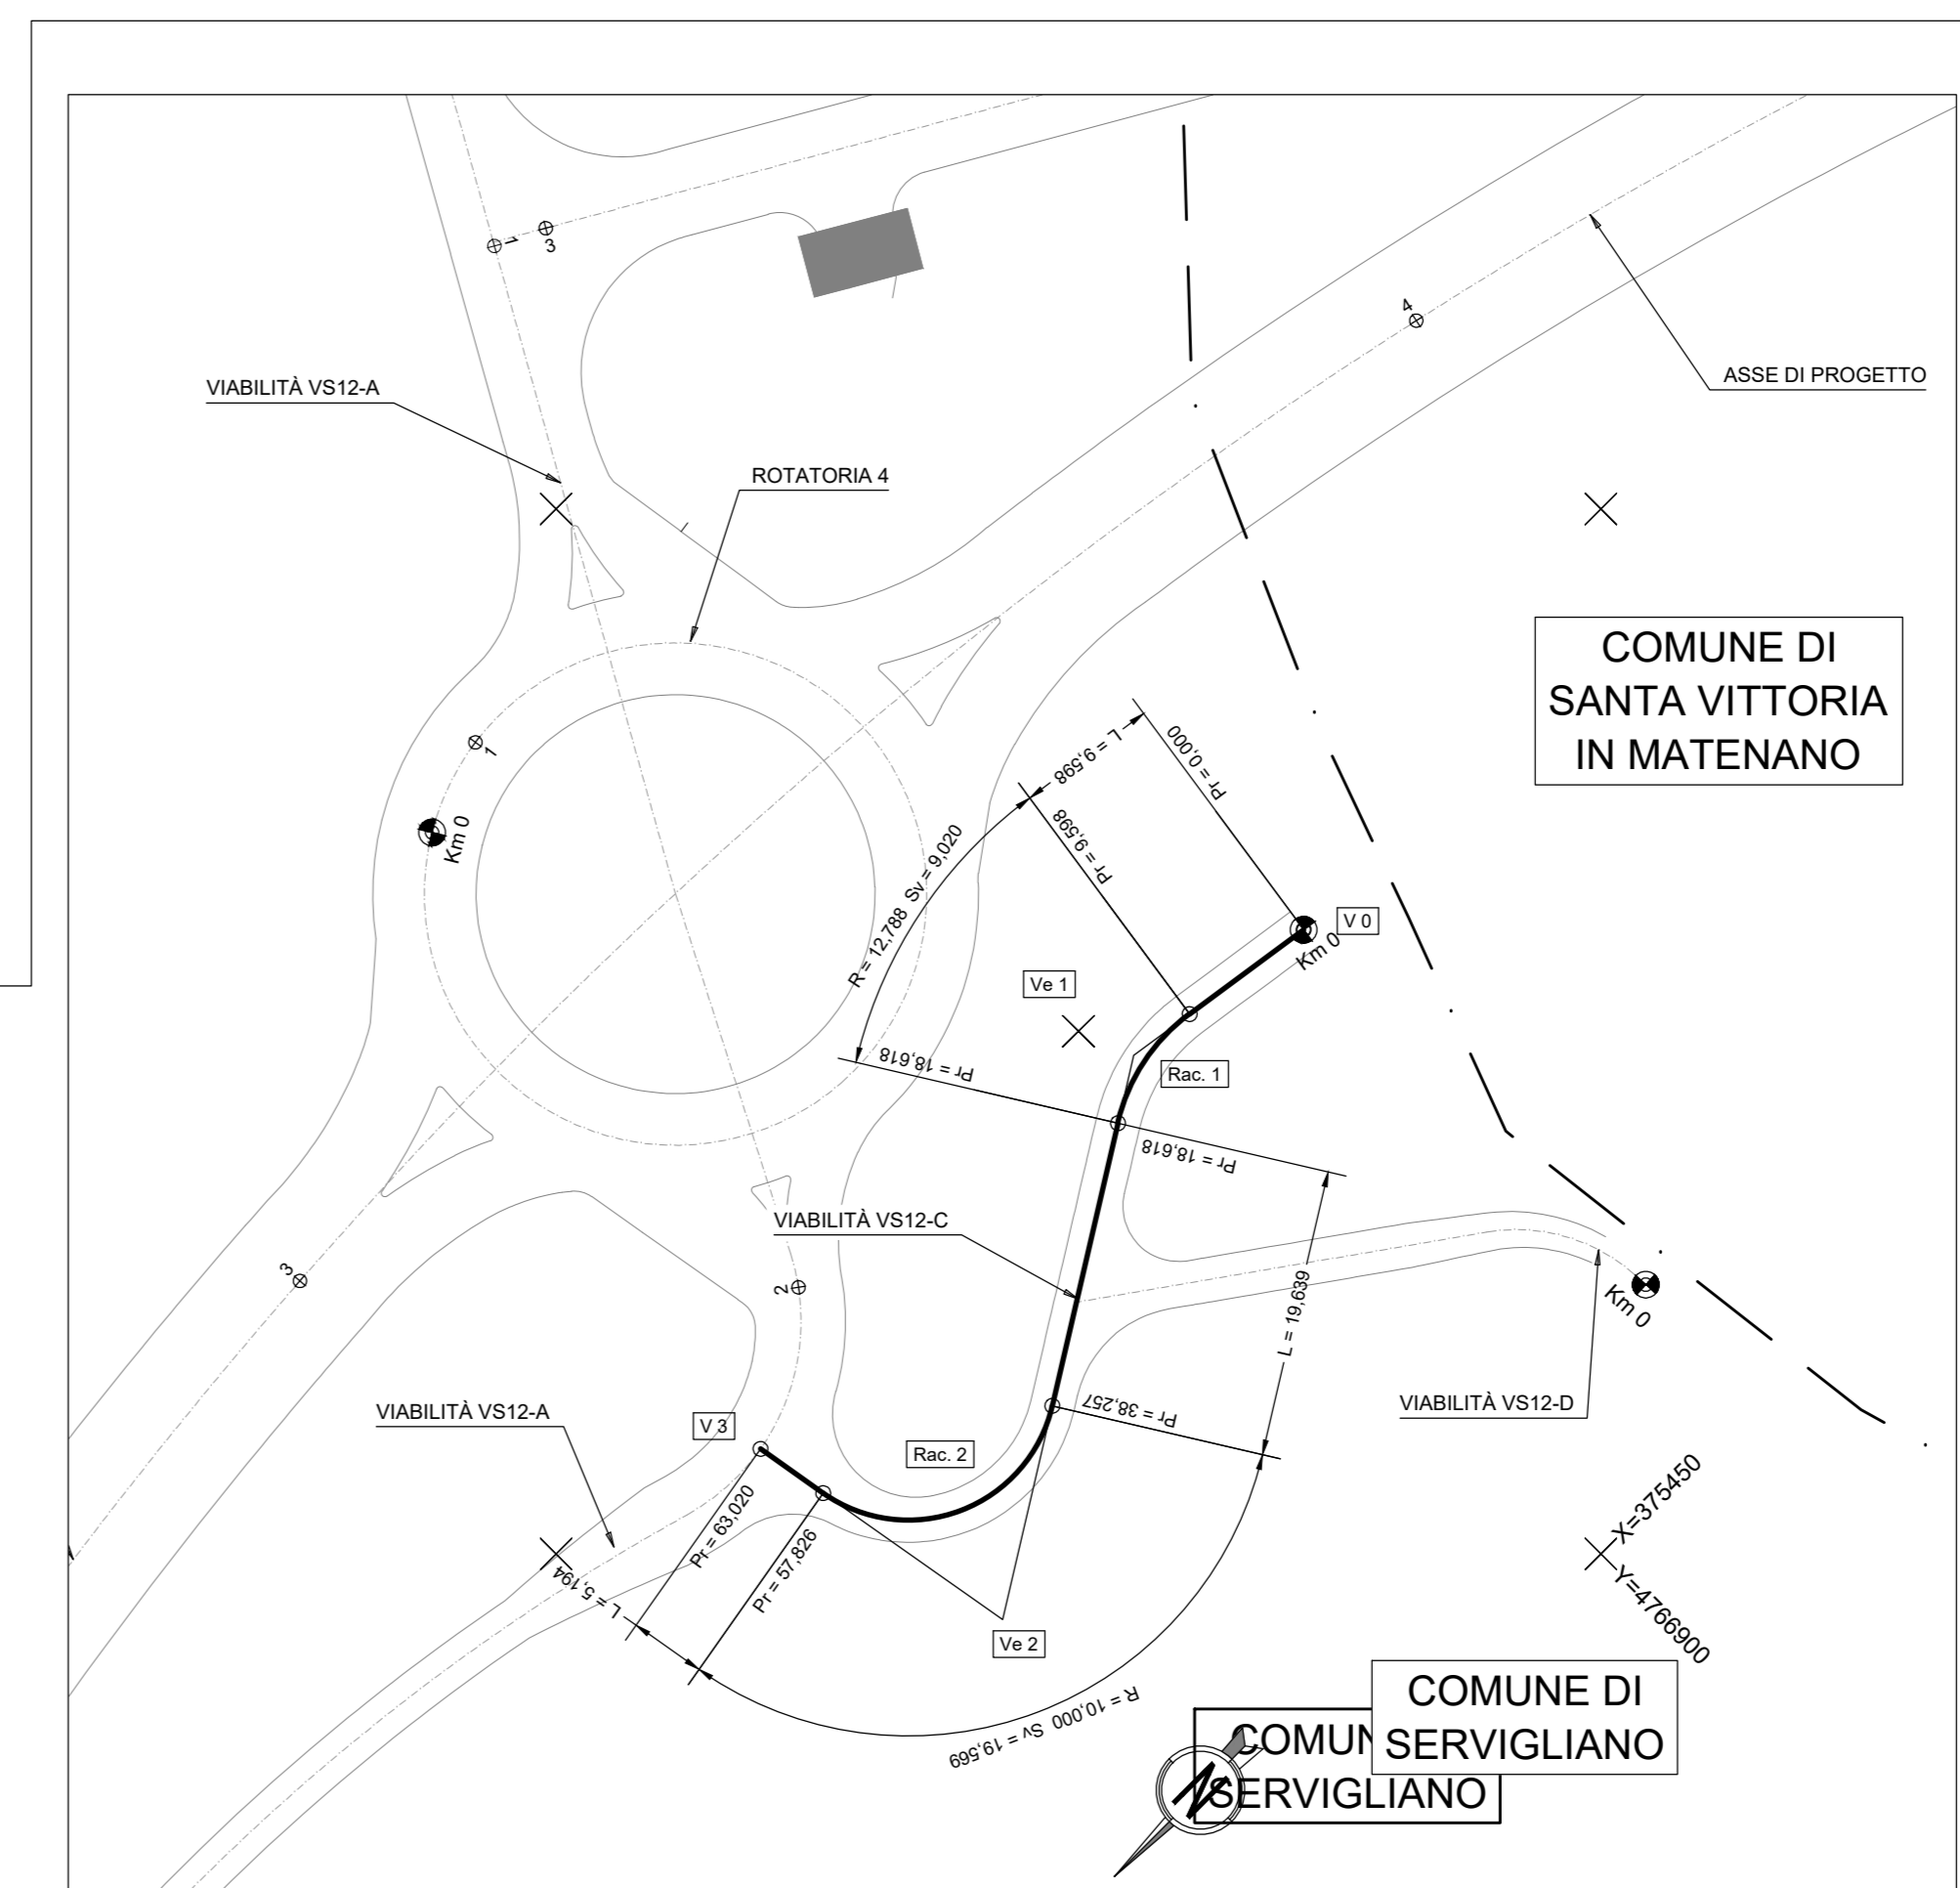 1
3
4
VIABILITÀ VS12-A
ASSE DI PROGETTO
ROTATORIA 4
COMUNE DI
SANTA VITTORIA
IN MATENANO
1
Km 0
L = 9,598
Pr = 0,000
Pr = 9,598
R = 12,788 Sv = 9,020
V 0
Km 0
Ve 1
Pr = 18,618
Rac. 1
Pr = 18,618
VIABILITÀ VS12-C
3
2
L = 19,639
Km 0
VIABILITÀ VS12-A
V 3
Pr = 38,257
VIABILITÀ VS12-D
Rac. 2
Pr = 63,020
Pr = 57,826
L = 5,194
X=375450
Y=4766900
Ve 2
R = 10,000 Sv = 19,569
COMUNE DI
SERVIGLIANO
COMUN
SERVIGLIANO
N